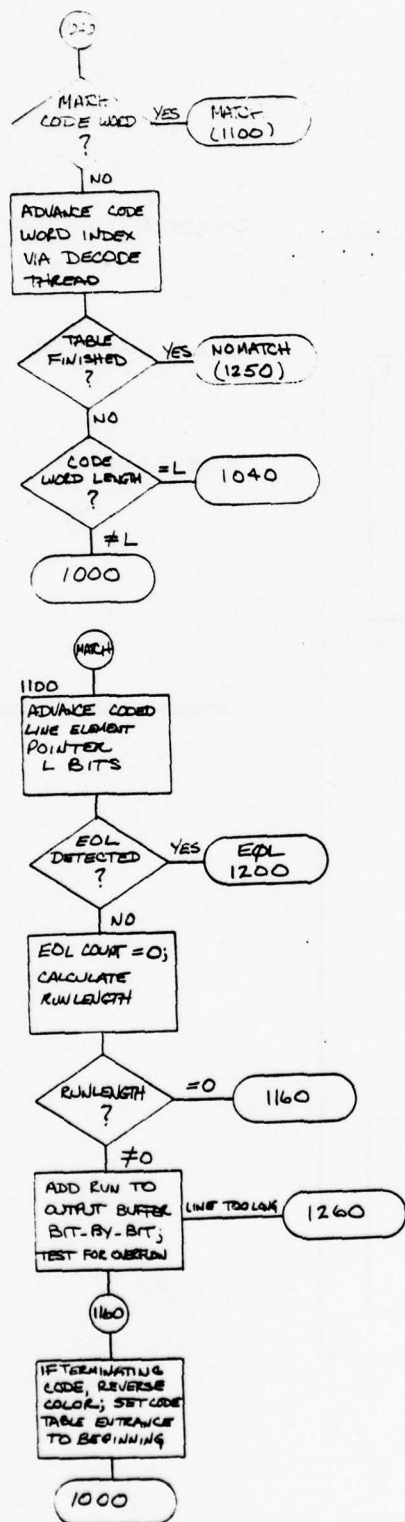 MATCH
CODE WORD
?
YES
MATCH
(1100)
NO
ADVANCE CODE
WORD INDEX
VIA DECODE
THREAD
TABLE
FINISHED
?
YES
NO MATCH
(1250)
NO
CODE
WORD LENGTH
?
=L
1040
≠L
1000
MATCH
1100
ADVANCE CODED
LINE ELEMENT
POINTER
L BITS
EOL
DETECTED
?
YES
EØL
1200
NO
EOL COUNT =0;
CALCULATE
RUNLENGTH
RUNLENGTH
?
=0
1160
≠0
ADD RUN TO
OUTPUT BUFFER
BIT-BY-BIT;
TEST FOR OVERFLOW
LINE TOO LONG
1260
1160
IF TERMINATING
CODE, REVERSE
COLOR; SET CODE
TABLE ENTRANCE
TO BEGINNING
1000